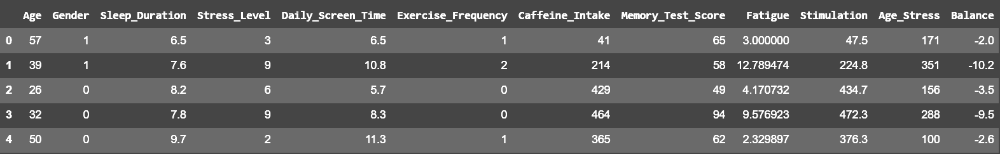 Age Gender Sleep_Duration Stress_Level Daily_Screen_Time Exercise_Frequency Caffeine_Intake Memory_Test_Score Fatigue Stimulation Age_Stress Balance
0 57 1 6.5 3 6.5 1 41 65 3.000000 47.5 171 -2.0
1 39 1 7.6 9 10.8 2 214 58 12.789474 224.8 351 -10.2
2 26 0 8.2 6 5.7 0 429 49 4.170732 434.7 156 -3.5
3 32 0 7.8 9 8.3 0 464 94 9.576923 472.3 288 -9.5
4 50 0 9.7 2 11.3 1 365 62 2.329897 376.3 100 -2.6